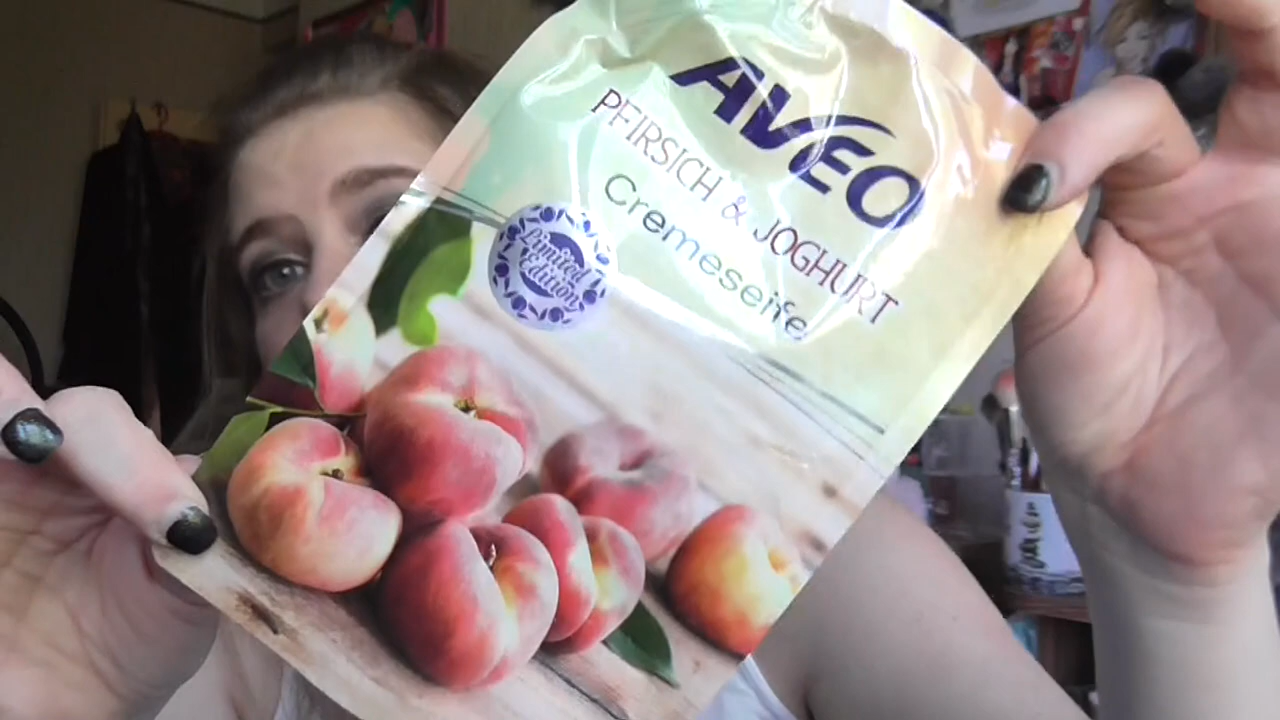 AVEO
PFIRSICH & JOGHURT
Cremeseife
Limited
Edition